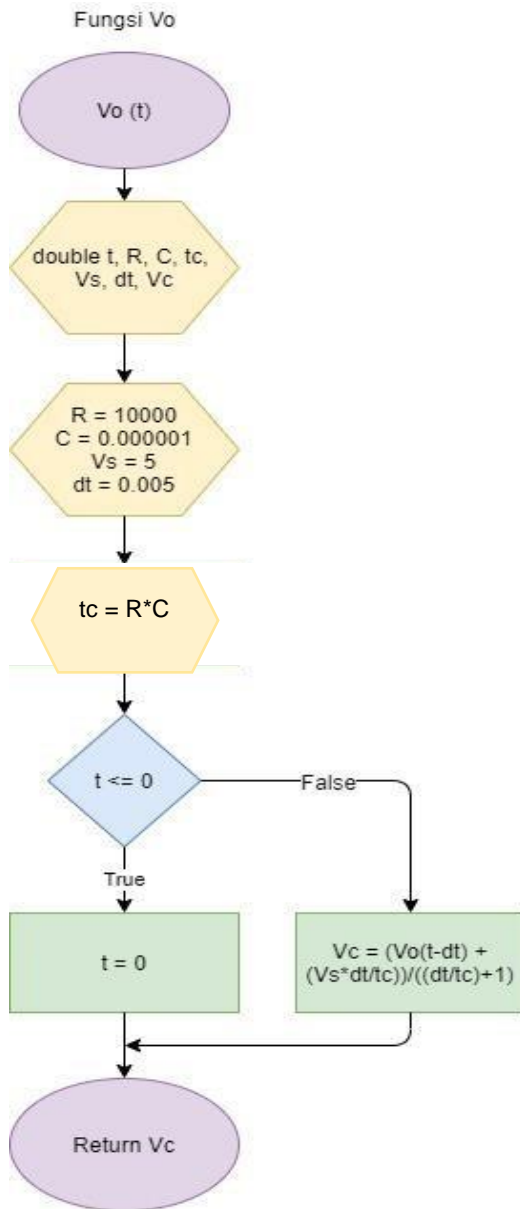 Fungsi Vo
Vo (t)
double t, R, C, tc,
Vs, dt, Vc
R = 10000
C = 0.000001
Vs = 5
dt = 0.005
tc = R*C
t <= 0
False
True
t = 0
Vc = (Vo(t-dt) +
(Vs*dt/tc))/((dt/tc)+1)
Return Vc